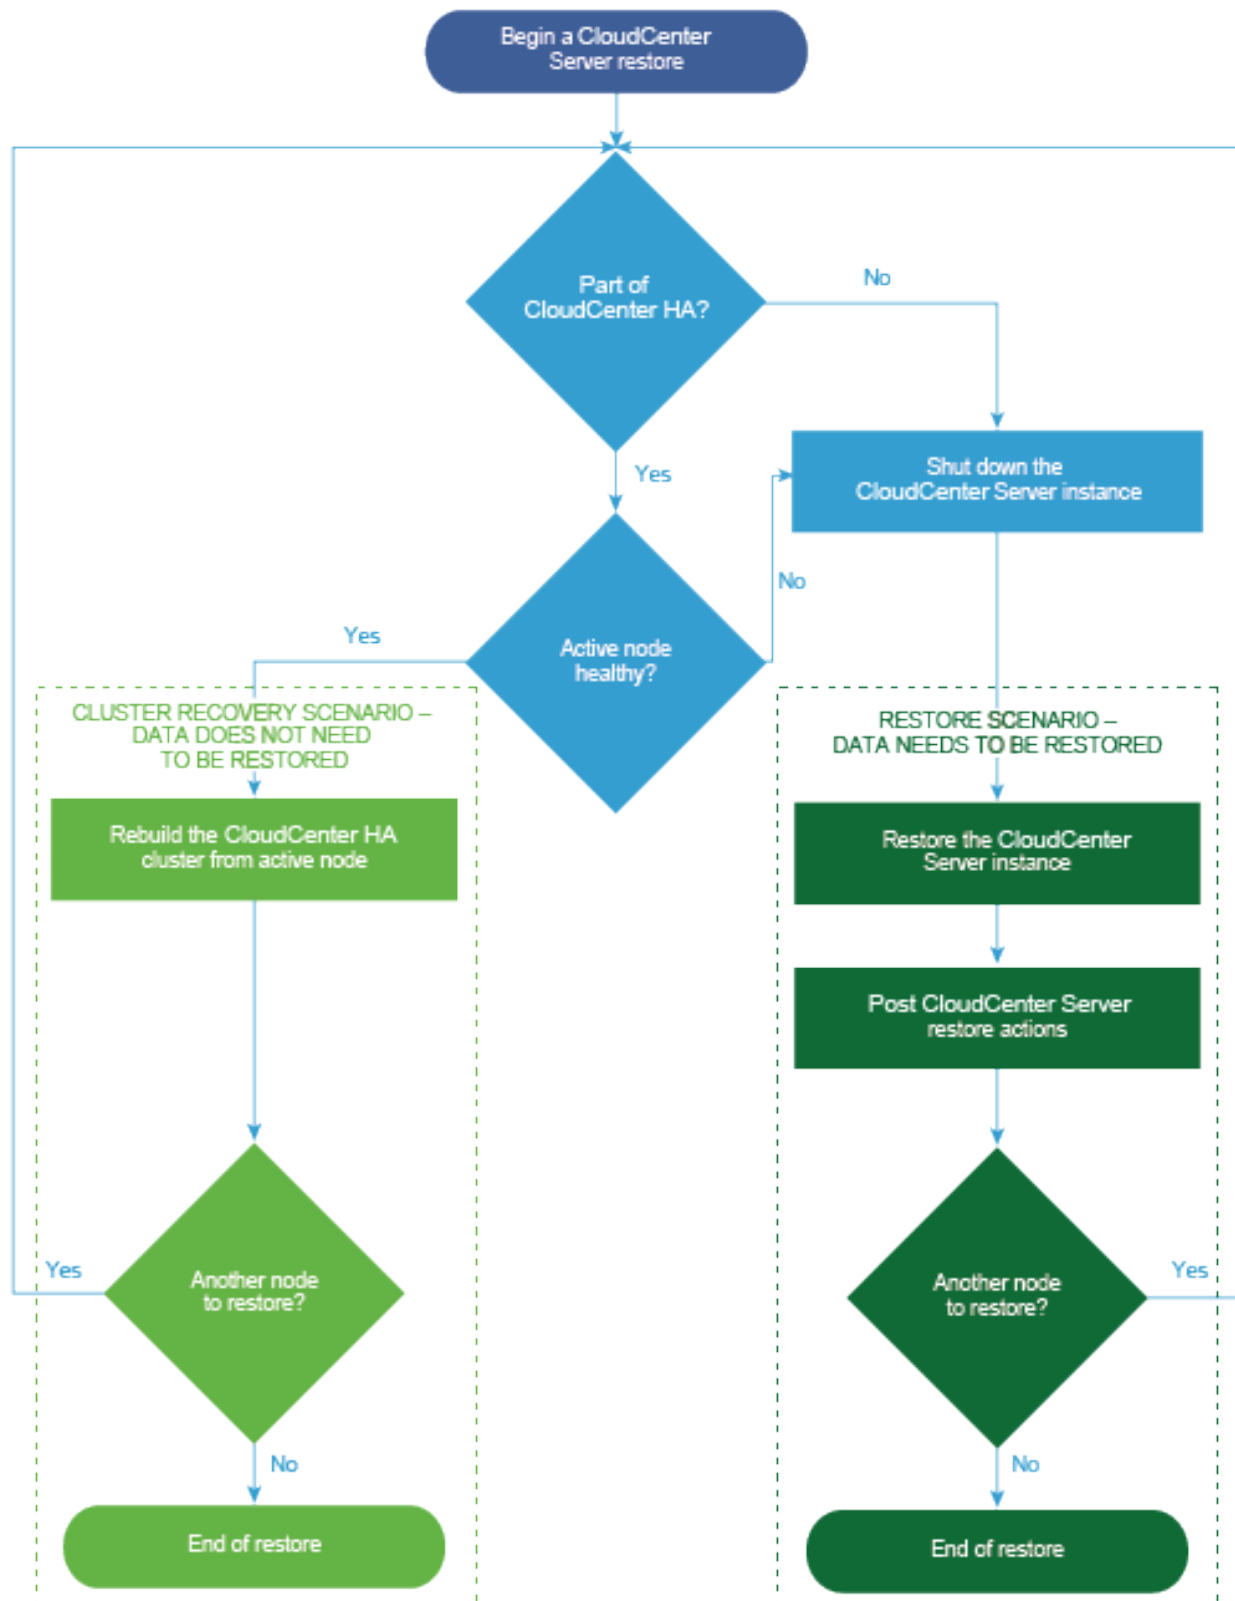 Begin a CloudCenter
Server restore
Part of
CloudCenter HA?
No
Yes
Shut down the
CloudCenter Server instance
No
Active node
healthy?
Yes
CLUSTER RECOVERY SCENARIO –
DATA DOES NOT NEED
TO BE RESTORED
Rebuild the CloudCenter HA
cluster from active node
Another node
to restore?
Yes
No
End of restore
RESTORE SCENARIO –
DATA NEEDS TO BE RESTORED
Restore the CloudCenter
Server instance
Post CloudCenter Server
restore actions
Another node
to restore?
Yes
No
End of restore